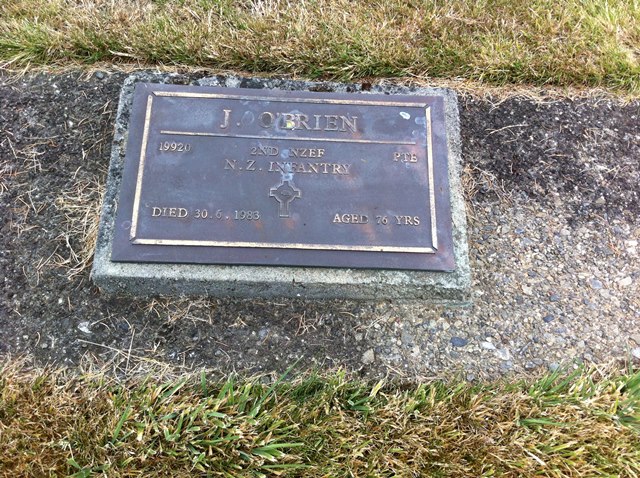 J. O'BRIEN
19920 2ND NZEF PTE
N.Z. INFANTRY
DIED 30.6.1983 AGED 76 YRS